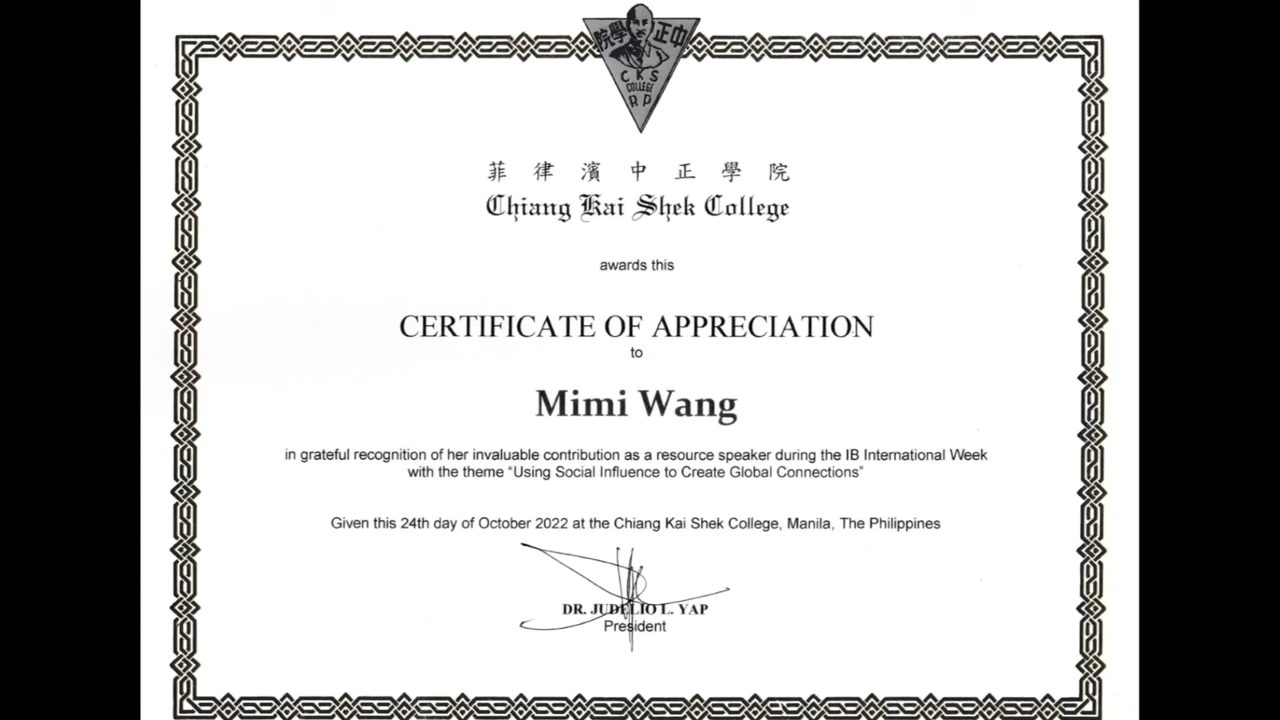 院學 正中
CKS
COLLEGE
RP
菲律濱中正學院
Chiang Kai Shek College
awards this
CERTIFICATE OF APPRECIATION
to
Mimi Wang
in grateful recognition of her invaluable contribution as a resource speaker during the IB International Week
with the theme “Using Social Influence to Create Global Connections”
Given this 24th day of October 2022 at the Chiang Kai Shek College, Manila, The Philippines
DR. JUDELIO L. YAP
President